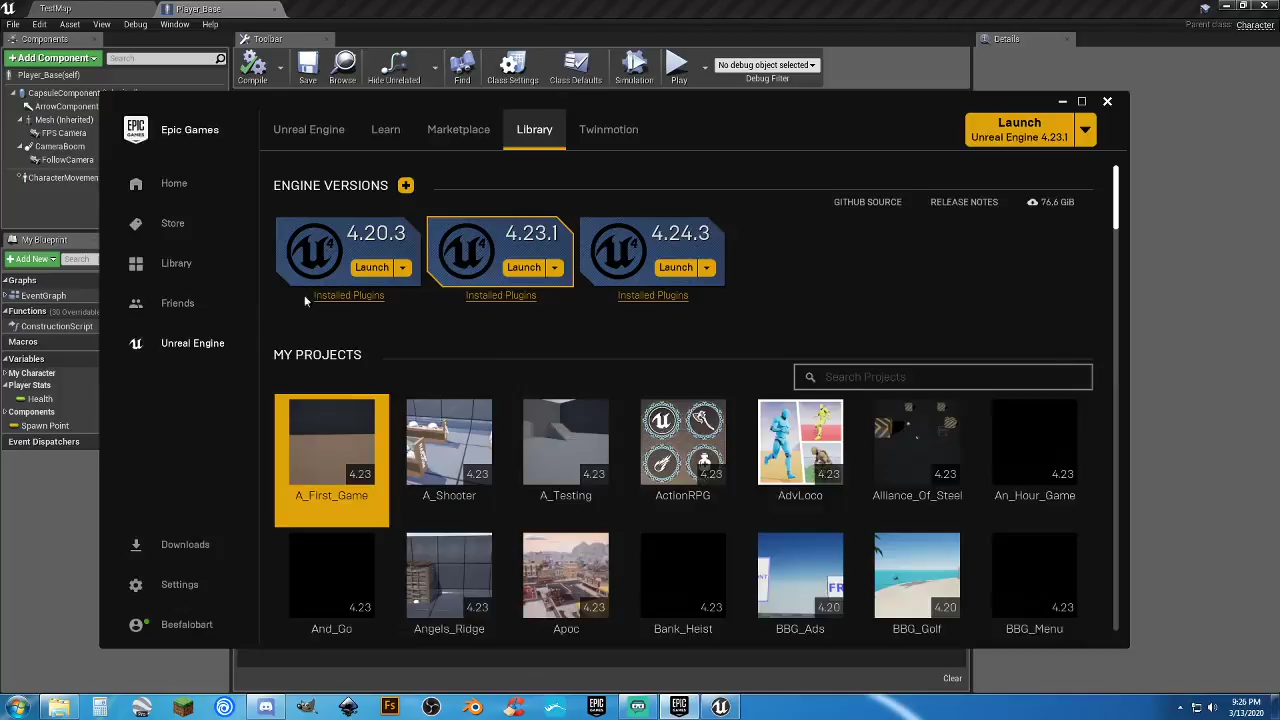 TestMap
Player_Base
File
Edit
Asset
View
Debug
Window
Help
Parent class: Character
Components
Toolbar
Details
+Add Component
Search
Player_Base(self)
CapsuleComponent
ArrowComponent
Mesh (Inherited)
FPS Camera
CameraBoom
FollowCamera
CharacterMovemen
Compile
Save
Browse
Hide Unrelated
Find
Class Settings
Class Defaults
Simulation
Play
No debug object selected
Debug Filter
My Blueprint
+Add New
Search
Graphs
EventGraph
Functions (30 Overridable
ConstructionScript
Macros
Variables
My Character
Player Stats
Health
Components
Spawn Point
Event Dispatchers
EPIC GAMES
Epic Games
Home
Store
Library
Friends
Unreal Engine
Downloads
Settings
Beefalobart
Unreal Engine
Learn
Marketplace
Library
Twinmotion
Launch
Unreal Engine 4.23.1
ENGINE VERSIONS
GITHUB SOURCE
RELEASE NOTES
76.6 GiB
4.20.3
Launch
Installed Plugins
4.23.1
Launch
Installed Plugins
4.24.3
Launch
Installed Plugins
MY PROJECTS
Search Projects
4.23
A_First_Game
4.23
A_Shooter
4.23
A_Testing
4.23
ActionRPG
4.23
AdvLoco
4.23
Alliance_Of_Steel
4.23
An_Hour_Game
4.23
And_Go
4.23
Angels_Ridge
4.23
Apoc
4.23
Bank_Heist
FR
4.20
BBG_Ads
4.20
BBG_Golf
4.23
BBG_Menu
Clear
Pro
Fs
9:26 PM
3/13/2020